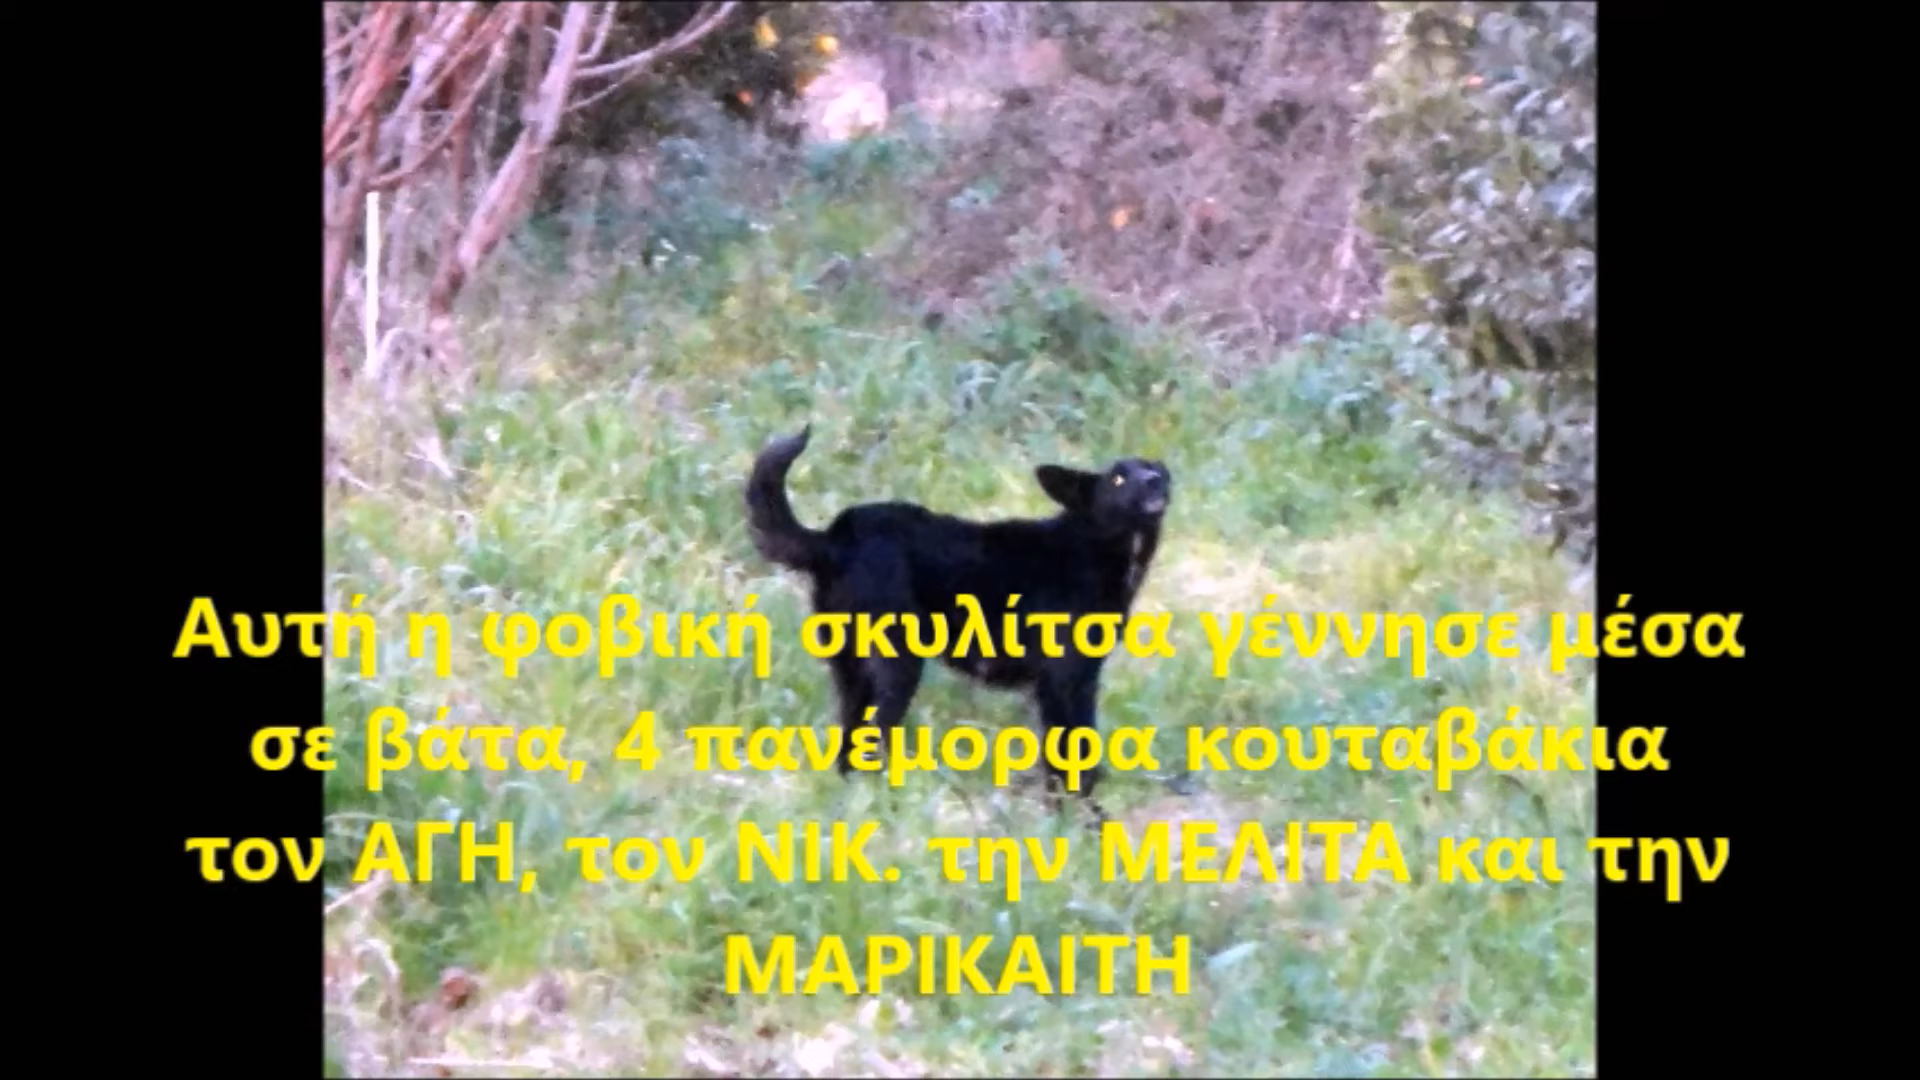 Αυτή η φοβική σκυλίτσα γέννησε μέσα
σε βάτα, 4 πανέμορφα κουταβάκια
τον ΑΓΗ, τον ΝΙΚ. την ΜΕΛΙΤΑ και την
ΜΑΡΙΚΑΙΤΗ